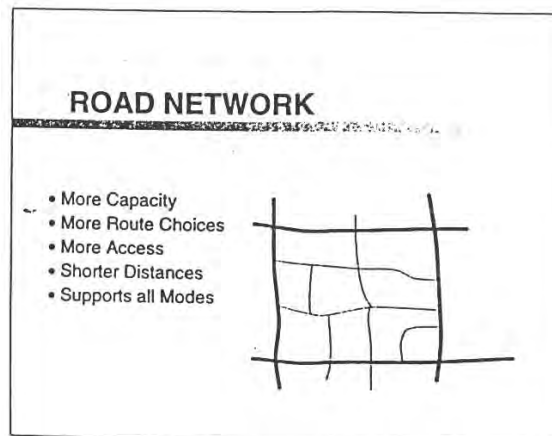 ROAD NETWORK
• More Capacity
• More Route Choices
• More Access
• Shorter Distances
• Supports all Modes